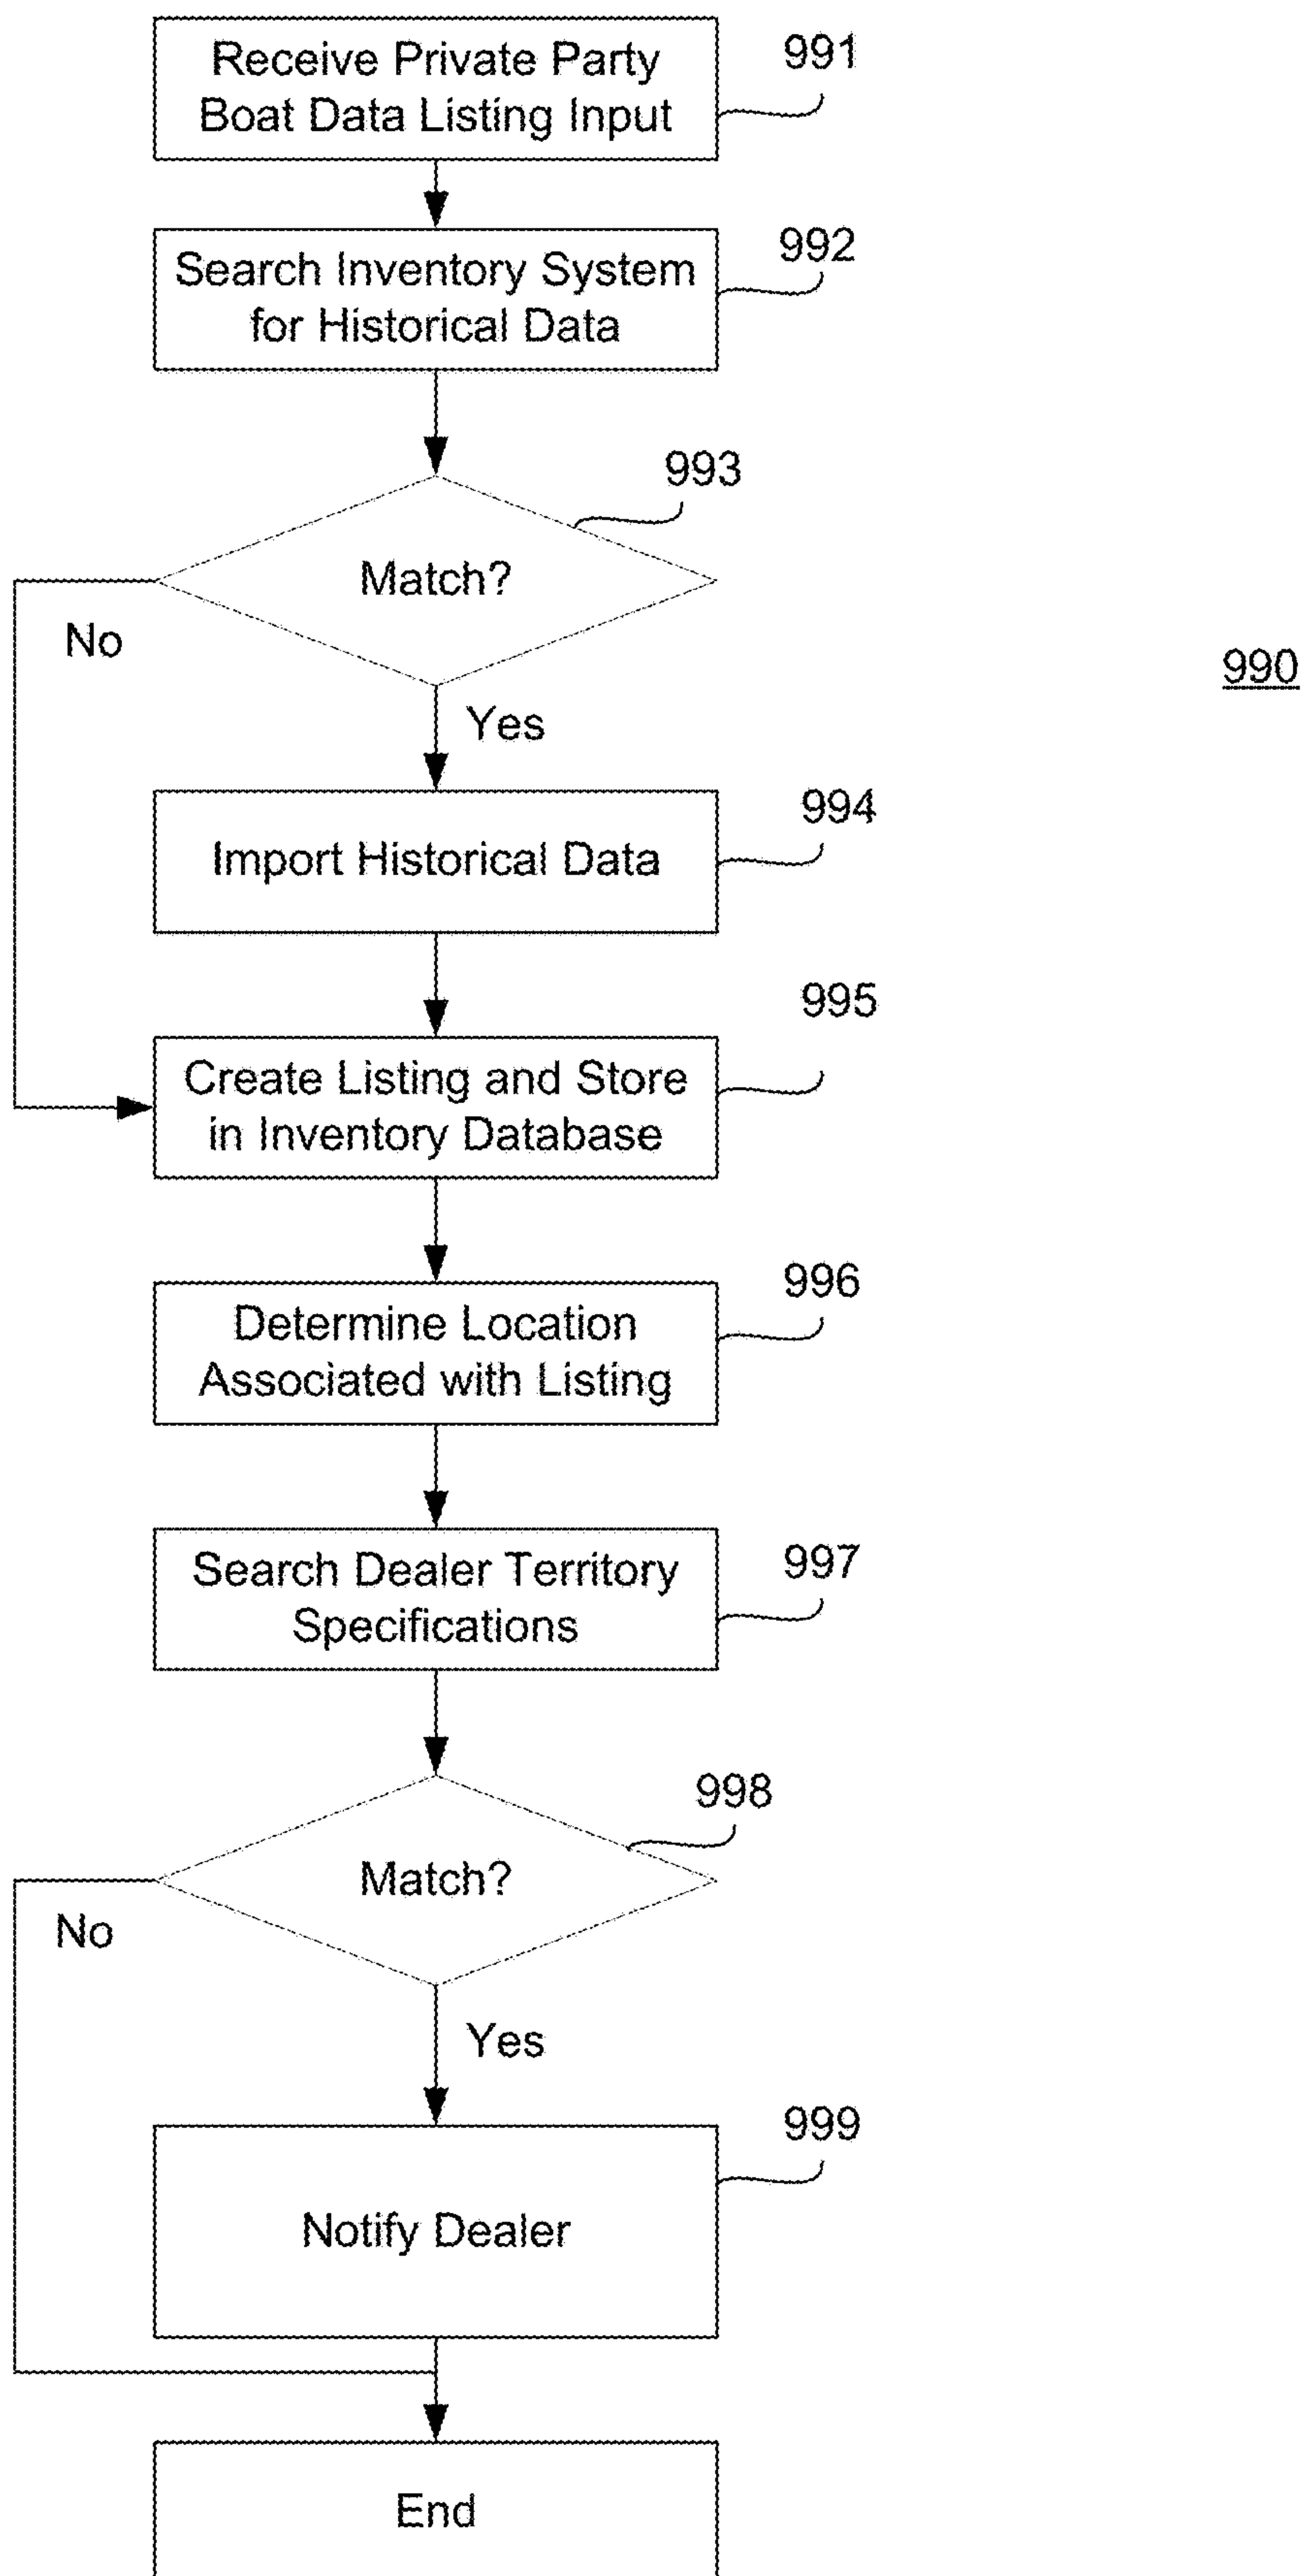 Receive Private Party
Boat Data Listing Input
991
Search Inventory System
for Historical Data
992
993
Match?
No
Yes
990
Import Historical Data
994
995
Create Listing and Store
in Inventory Database
Determine Location
Associated with Listing
996
Search Dealer Territory
Specifications
997
998
Match?
No
Yes
999
Notify Dealer
End